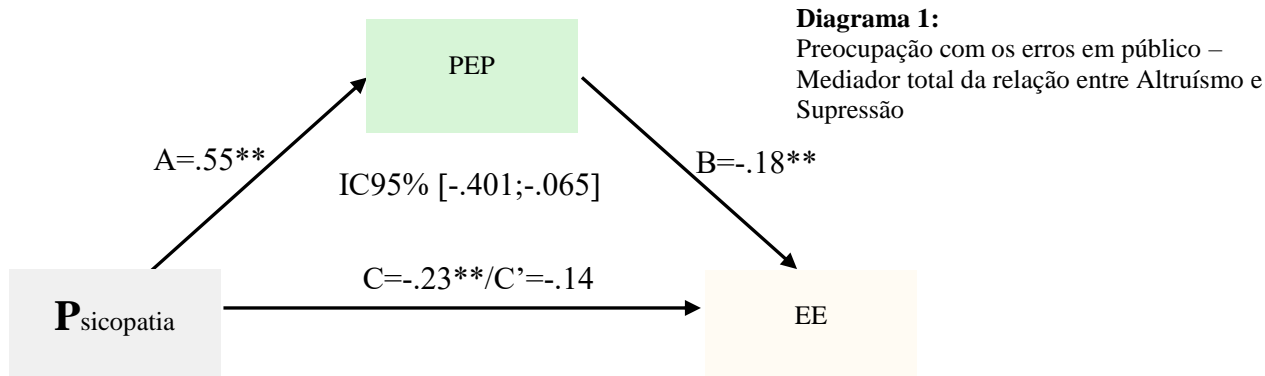 Diagrama 1:
Preocupação com os erros em público –
Mediador total da relação entre Altruísmo e
Supressão
PEP
A=.55**
B=-.18**
IC95% [-.401;-.065]
C=-.23**/C’=-.14
Psicopatia
EE